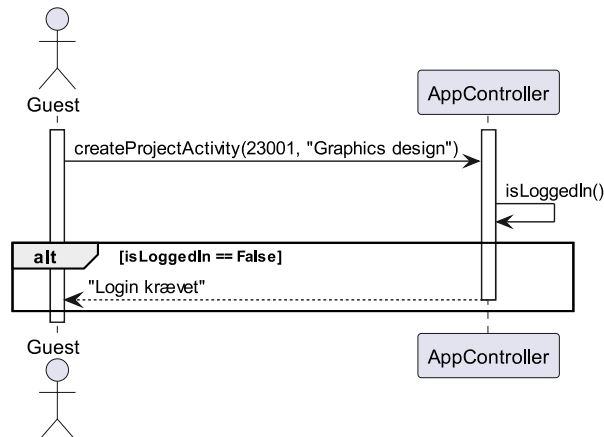 Guest
AppController
createProjectActivity(23001, "Graphics design")
isLoggedIn()
alt [isLoggedIn == False]
"Login krævet"
Guest
AppController